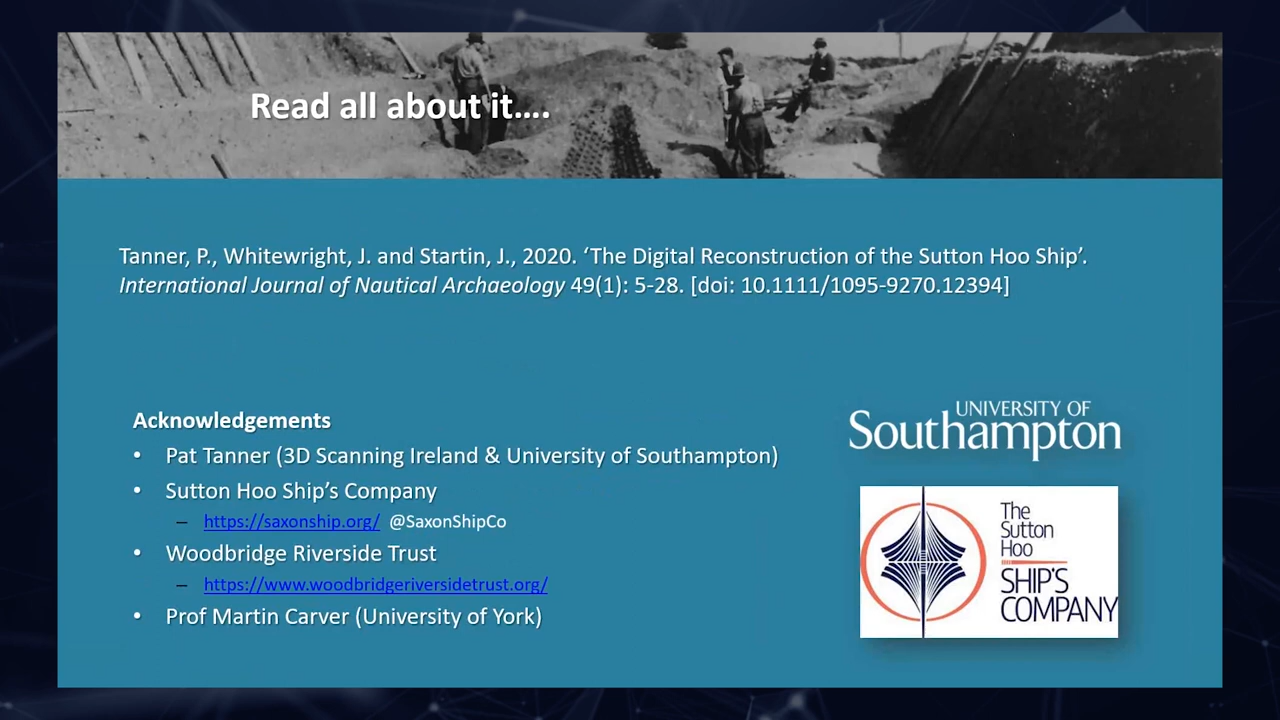 Read all about it....
Tanner, P., Whitewright, J. and Startin, J., 2020. ‘The Digital Reconstruction of the Sutton Hoo Ship’.
International Journal of Nautical Archaeology 49(1): 5-28. [doi: 10.1111/1095-9270.12394]
Acknowledgements
• Pat Tanner (3D Scanning Ireland & University of Southampton)
• Sutton Hoo Ship’s Company
– https://saxonship.org/ @SaxonShipCo
• Woodbridge Riverside Trust
– https://www.woodbridgeriversidetrust.org/
• Prof Martin Carver (University of York)
UNIVERSITY OF
Southampton
The
Sutton
Hoo
SHIP'S
COMPANY